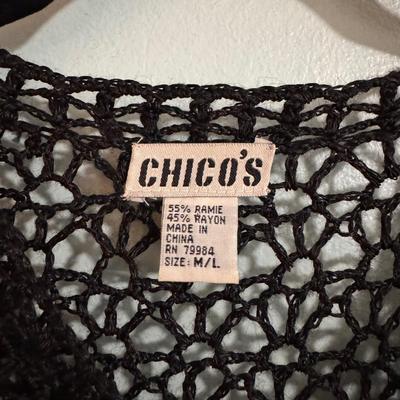 CHICO'S
55% RAMIE
45% RAYON
MADE IN
CHINA
RN 79984
SIZE: M/L